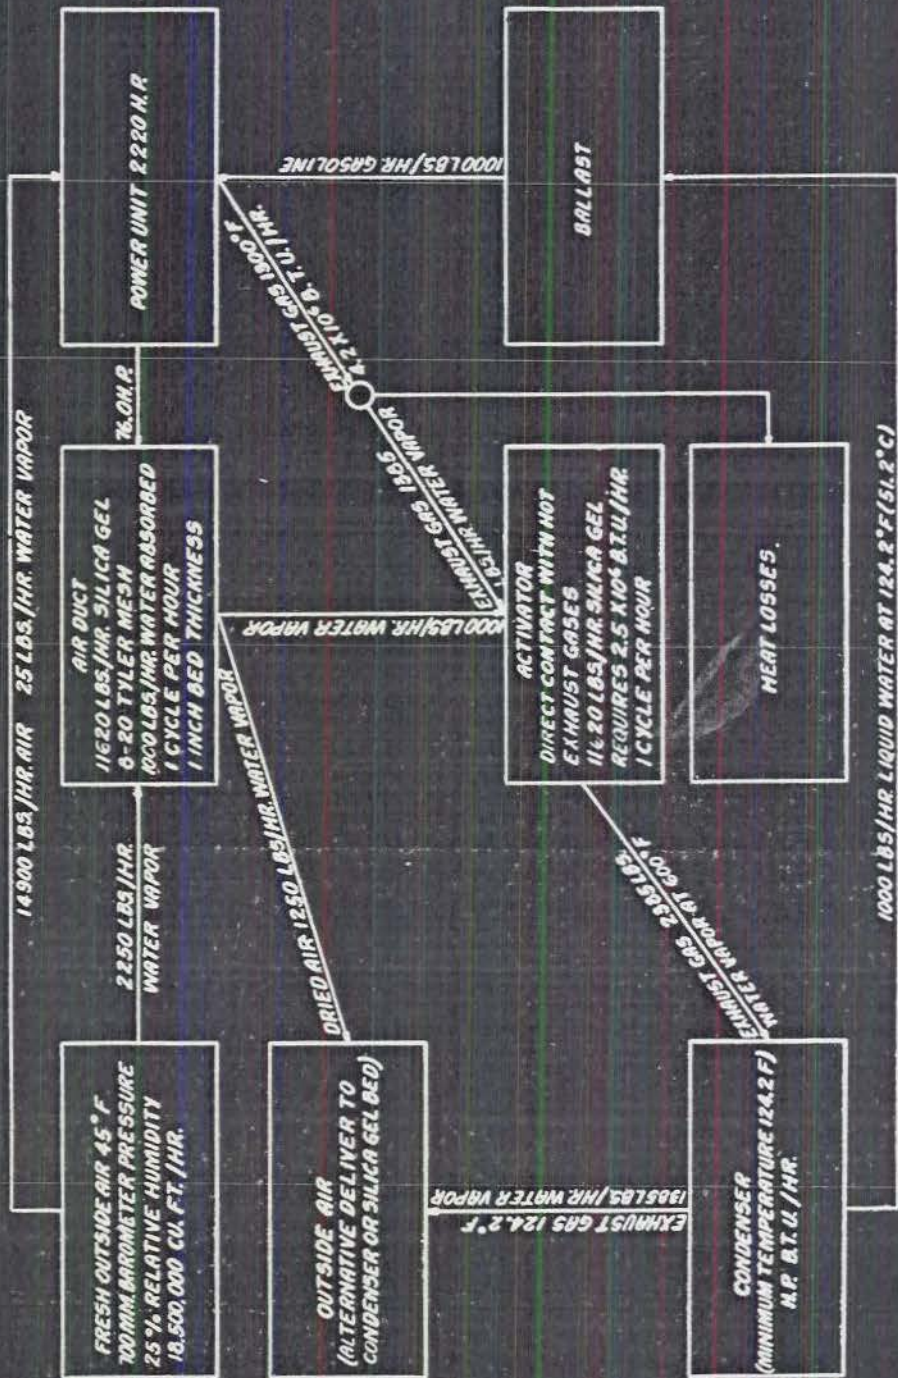 14900 LBS./HR. AIR 25 LBS./HR. WATER VAPOR
FRESH OUTSIDE AIR 45°F
700MM. BAROMETER PRESSURE
25 % RELATIVE HUMIDITY
18,500,000 CU. FT./HR.
2250 LBS/HR.
WATER VAPOR
AIR DUCT
11620 LBS/HR. SILICA GEL
8-20 TYLER MESH
1000 LBS/HR. WATER ABSORBED
1 CYCLE PER HOUR
1 INCH BED THICKNESS
76.0 H.P.
POWER UNIT 2220 H.P.
OUTSIDE AIR
(ALTERNATIVE DELIVER TO
CONDENSER OR SILICA GEL BED)
DRIED AIR 1250 LBS/HR. WATER VAPOR
1000 LBS/HR. WATER VAPOR
EXHAUST GAS 1300°F
4.2 X 10⁶ B. T. U. / HR.
EXHAUST GAS 1385
LBS/HR WATER VAPOR
1000 LBS/HR GASOLINE
EXHAUST GAS 124.2°F
1385 LBS/HR WATER VAPOR
ACTIVATOR
DIRECT CONTACT WITH HOT
EXHAUST GASES
11620 LBS/HR. SILICA GEL
REQUIRES 2.5 X 10⁶ B.T.U./HR.
1 CYCLE PER HOUR
BALLAST
EXHAUST GAS 2385 LBS
WATER VAPOR AT 600°F
CONDENSER
(MINIMUM TEMPERATURE 124.2 F)
H.P. B.T.U./HR.
HEAT LOSSES.
1000 LBS/HR LIQUID WATER AT 124.2°F (51.2°C)